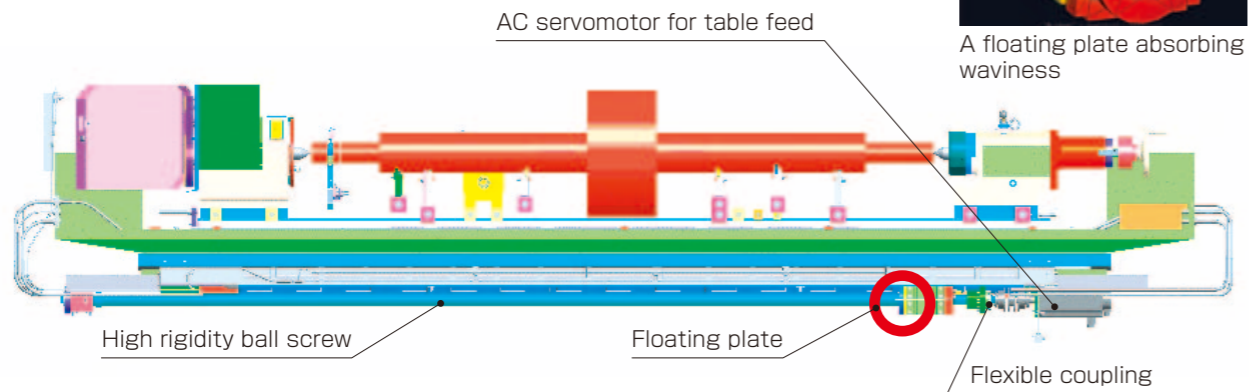 AC servomotor for table feed
A floating plate absorbing
waviness
High rigidity ball screw
Floating plate
Flexible coupling